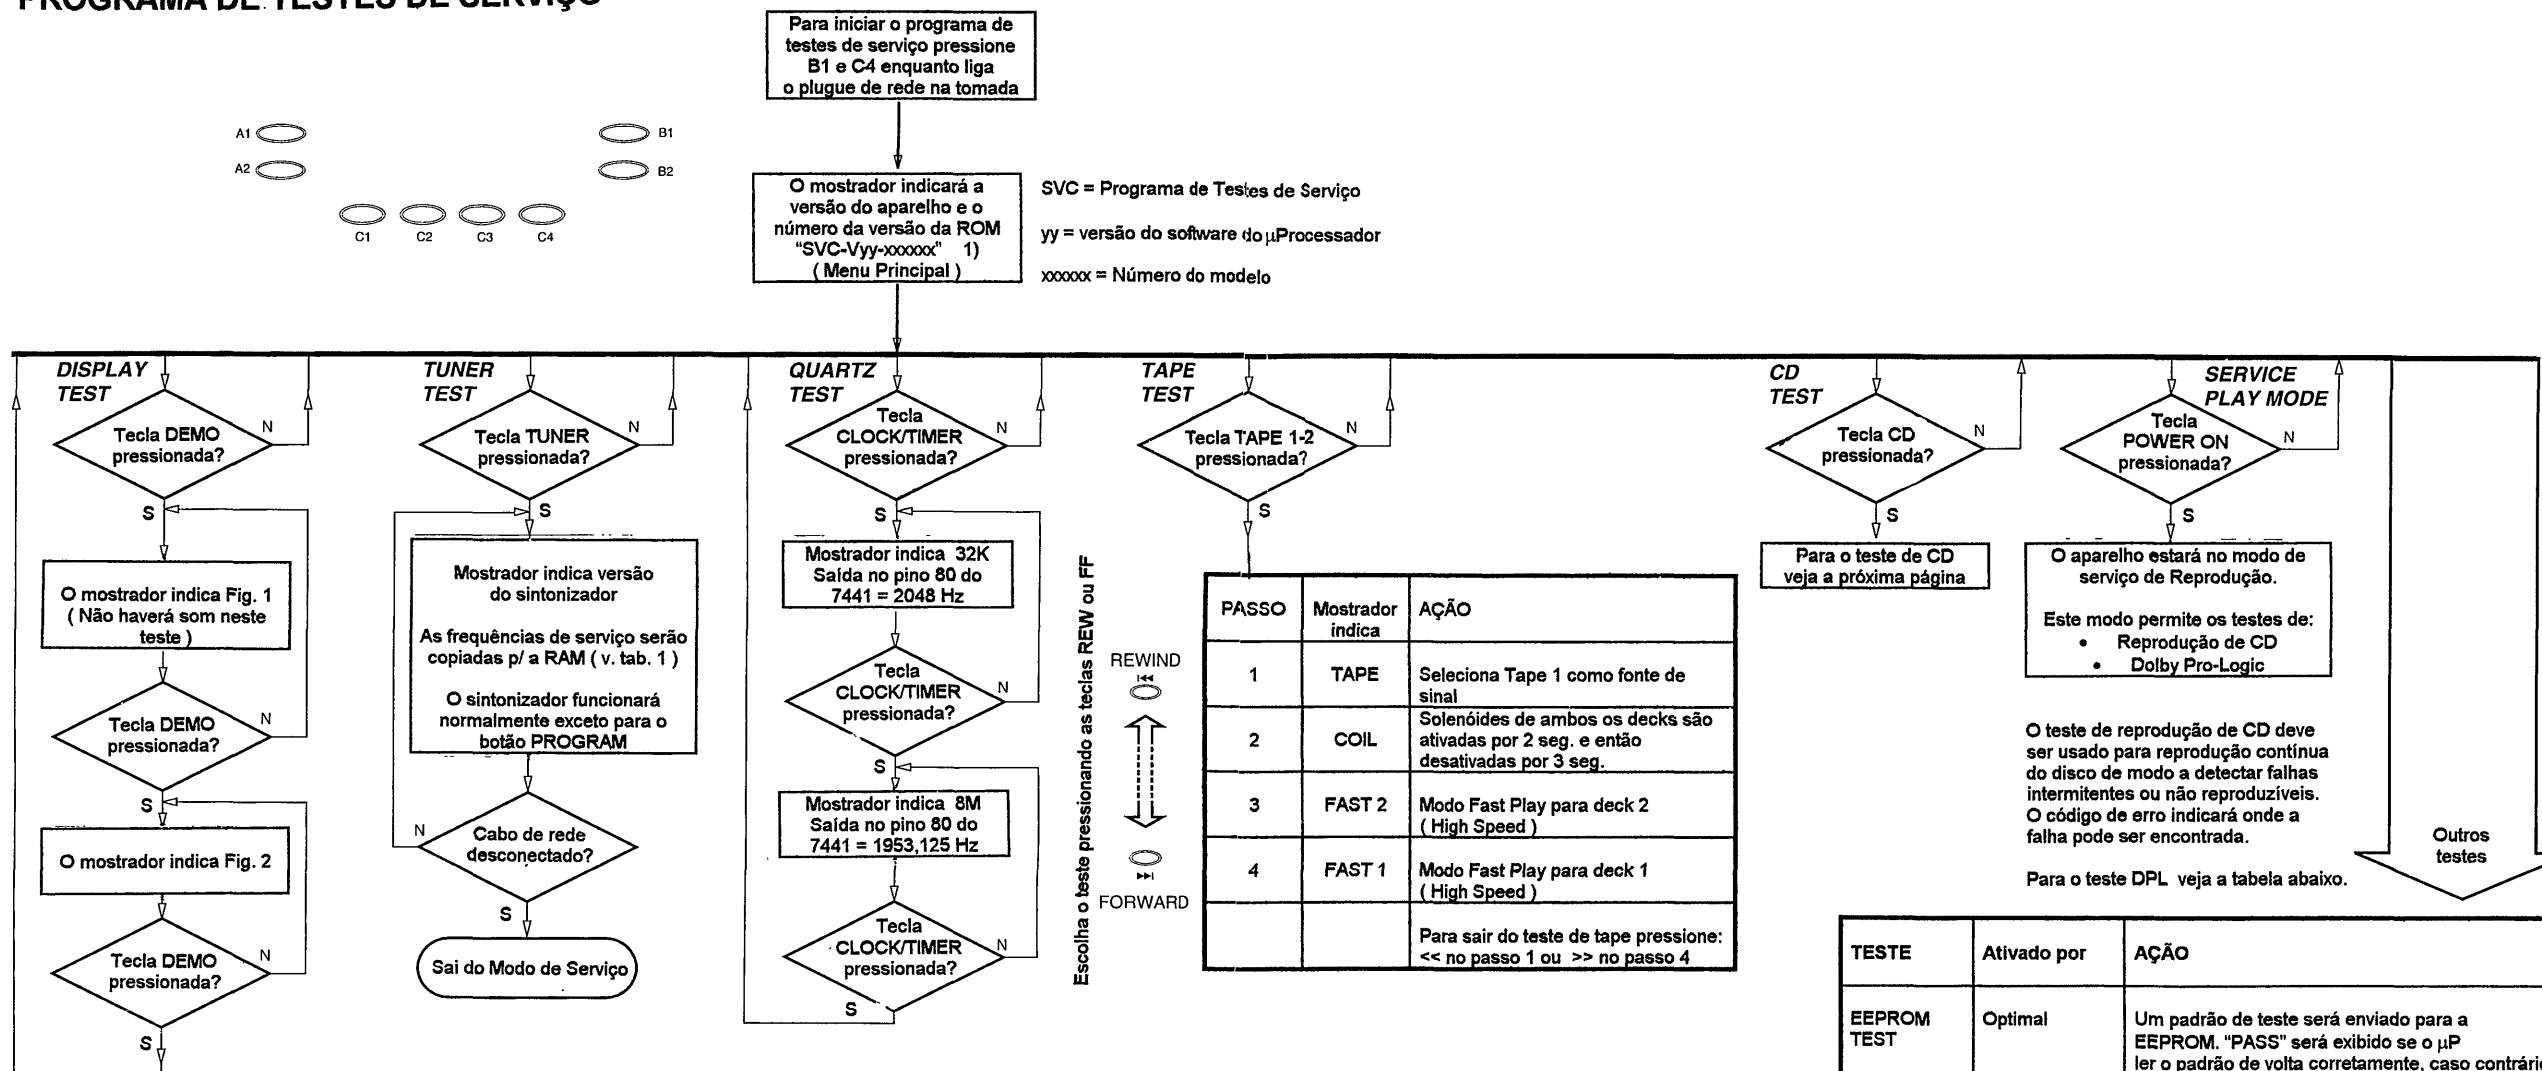 PROGRAMA DE TESTES DE SERVIÇO
Para iniciar o programa de
testes de serviço pressione
B1 e C4 enquanto liga
o plugue de rede na tomada
A1
B1
A2
B2
C1 C2 C3 C4
O mostrador indicará a
versão do aparelho e o
número da versão da ROM
"SVC-Vyy-xxxxxx" 1)
( Menu Principal )
SVC = Programa de Testes de Serviço
yy = versão do software do µProcessador
xxxxxx = Número do modelo
DISPLAY
TEST
Tecla DEMO
pressionada?
N
S
O mostrador indica Fig. 1
( Não haverá som neste
teste )
Tecla DEMO
pressionada?
N
S
O mostrador indica Fig. 2
Tecla DEMO
pressionada?
N
S
TUNER
TEST
Tecla TUNER
pressionada?
N
S
Mostrador indica versão
do sintonizador
As frequências de serviço serão
copiadas p/ a RAM ( v. tab. 1 )
O sintonizador funcionará
normalmente exceto para o
botão PROGRAM
N
Cabo de rede
desconectado?
S
Sai do Modo de Serviço
QUARTZ
TEST
Tecla
CLOCK/TIMER
pressionada?
N
S
Mostrador indica 32K
Saída no pino 80 do
7441 = 2048 Hz
Tecla
CLOCK/TIMER
pressionada?
N
S
Mostrador indica 8M
Saída no pino 80 do
7441 = 1953,125 Hz
Tecla
CLOCK/TIMER
pressionada?
N
S
TAPE
TEST
Tecla TAPE 1-2
pressionada?
N
S
Escolha o teste pressionando as teclas REW ou FF
REWIND
FORWARD
PASSO Mostrador indica AÇÃO
1 TAPE Seleciona Tape 1 como fonte de
sinal
2 COIL Solenóides de ambos os decks são
ativadas por 2 seg. e então
desativadas por 3 seg.
3 FAST 2 Modo Fast Play para deck 2
( High Speed )
4 FAST 1 Modo Fast Play para deck 1
( High Speed )
Para sair do teste de tape pressione:
<< no passo 1 ou >> no passo 4
CD
TEST
Tecla CD
pressionada?
N
S
Para o teste de CD
veja a próxima página
SERVICE
PLAY MODE
Tecla
POWER ON
pressionada?
N
S
O aparelho estará no modo de
serviço de Reprodução.
Este modo permite os testes de:
• Reprodução de CD
• Dolby Pro-Logic
O teste de reprodução de CD deve
ser usado para reprodução contínua
do disco de modo a detectar falhas
intermitentes ou não reproduzíveis.
O código de erro indicará onde a
falha pode ser encontrada.
Para o teste DPL veja a tabela abaixo.
Outros
testes
TESTE Ativado por AÇÃO
EEPROM
TEST
Optimal
Um padrão de teste será enviado para a
EEPROM. "PASS" será exibido se o µP
ler o padrão de volta corretamente, caso contrário